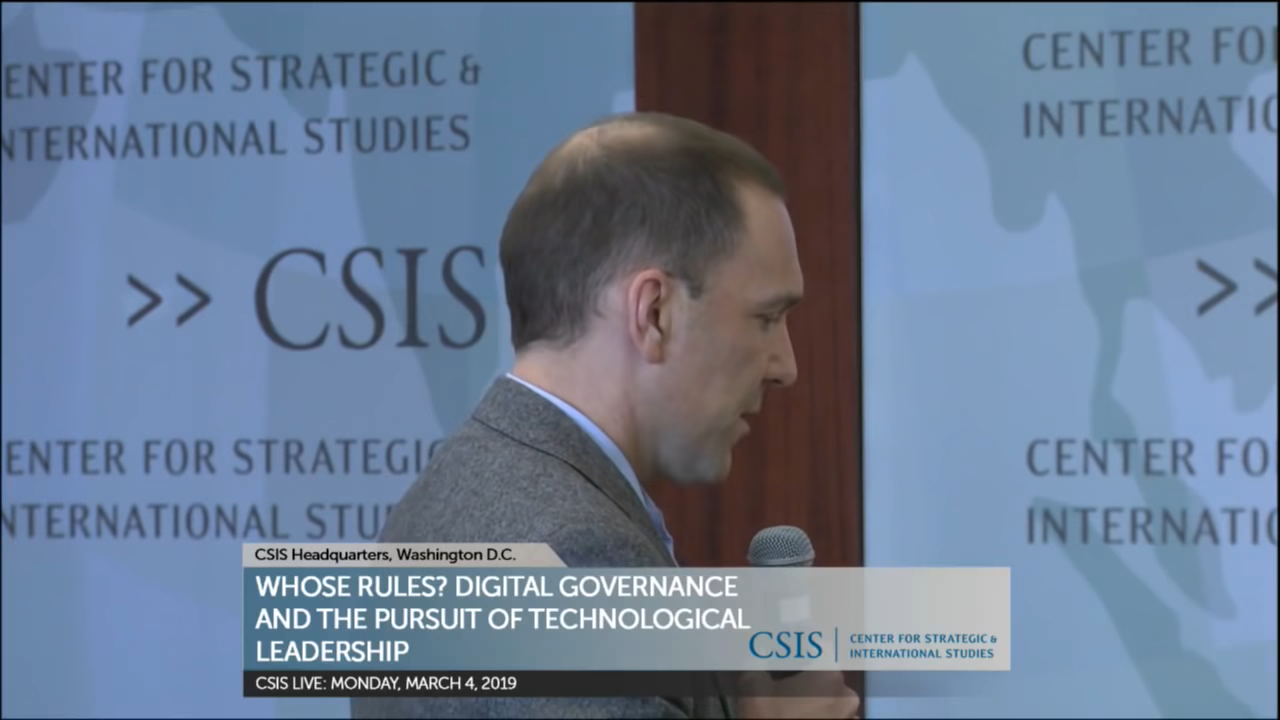 ENTER FOR STRATEGIC &
NTERNATIONAL STUDIES
CENTER FO
INTERNATIO
>> CSIS
>>
ENTER FOR STRATEGIC
NTERNATIONAL STU
CENTER FO
INTERNATIO
CSIS Headquarters, Washington D.C.
WHOSE RULES? DIGITAL GOVERNANCE
AND THE PURSUIT OF TECHNOLOGICAL
LEADERSHIP
CSIS
CENTER FOR STRATEGIC &
INTERNATIONAL STUDIES
CSIS LIVE: MONDAY, MARCH 4, 2019